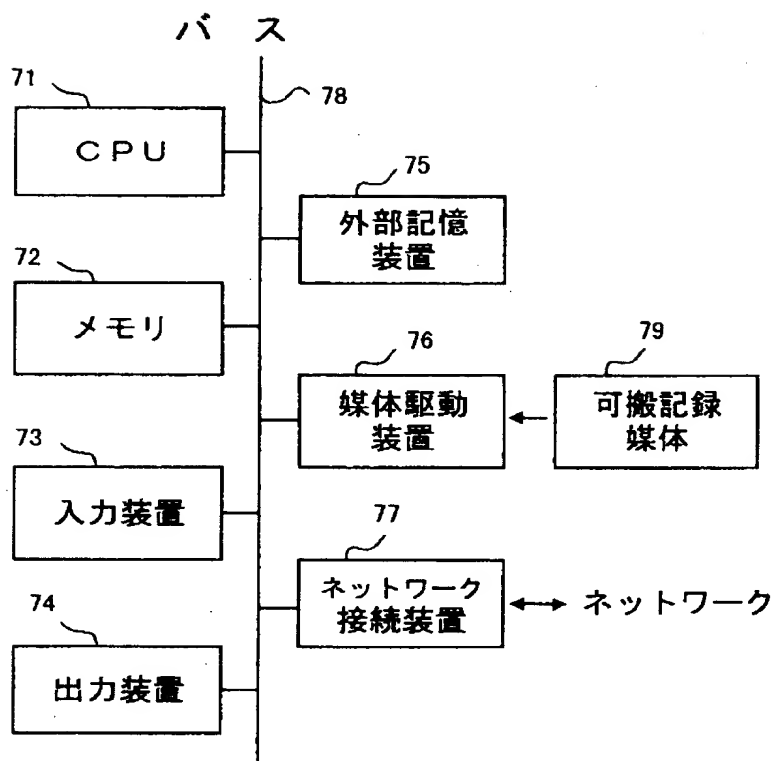 バス
71
78
CPU
75
外部記憶
装置
72
メモリ
76
79
媒体駆動
装置
可搬記録
媒体
73
入力装置
77
ネットワーク
接続装置
ネットワーク
74
出力装置